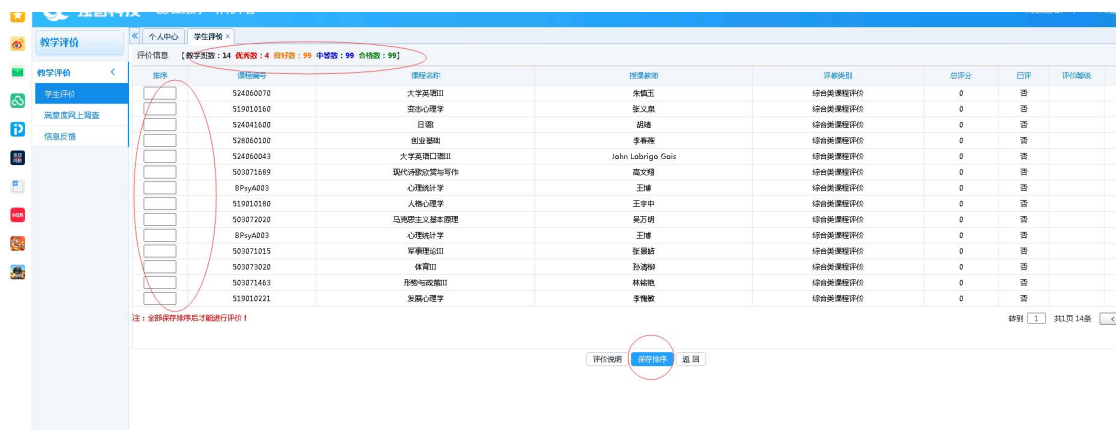 教学评价
个人中心 学生评价 ×
评价信息 【教学班数：14 优秀数：4 良好数：99 中等数：99 合格数：99】
教学评价
学生评价
满意度网上调查
信息反馈
排序 课程编号 课程名称 授课教师 评教类别 总评分 已评 评价等级
524060070 大学英语III 朱慎玉 综合类课程评价 0 否
519010160 变态心理学 张义泉 综合类课程评价 0 否
524041600 日语I 综合类课程评价 0 否
528060100 创业基础 李春莲 综合类课程评价 0 否
524060043 大学英语口语II John Labrigo Gais 综合类课程评价 0 否
503071689 现代诗歌欣赏与写作 高文翔 综合类课程评价 0 否
BPsyA003 心理统计学 王博 综合类课程评价 0 否
519010180 人格心理学 王宇中 综合类课程评价 0 否
503072020 马克思主义基本原理 吴万明 综合类课程评价 0 否
BPsyA003 心理统计学 王博 综合类课程评价 0 否
503071015 军事理论III 综合类课程评价 0 否
503073020 体育III 综合类课程评价 0 否
503071463 形势与政策III 林铭艳 综合类课程评价 0 否
519010221 发展心理学 李愧敏 综合类课程评价 0 否
注：全部保存排序后才能进行评价！
转到 1 共1页 14条
评价说明 保存排序 返 回